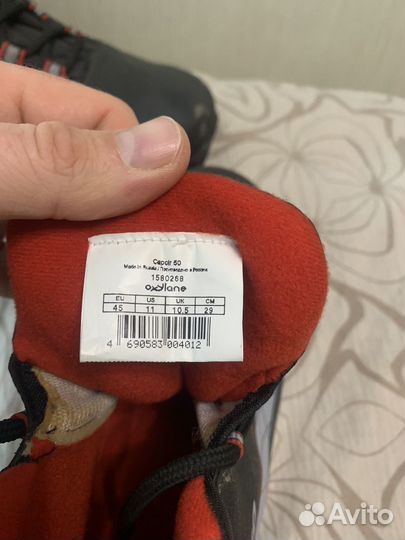 Capcir 50
Made in Russia / Произведено в России
1580268
oxylane
EU US UK CM
45 11 10.5 29
4 690583 004012
Avito